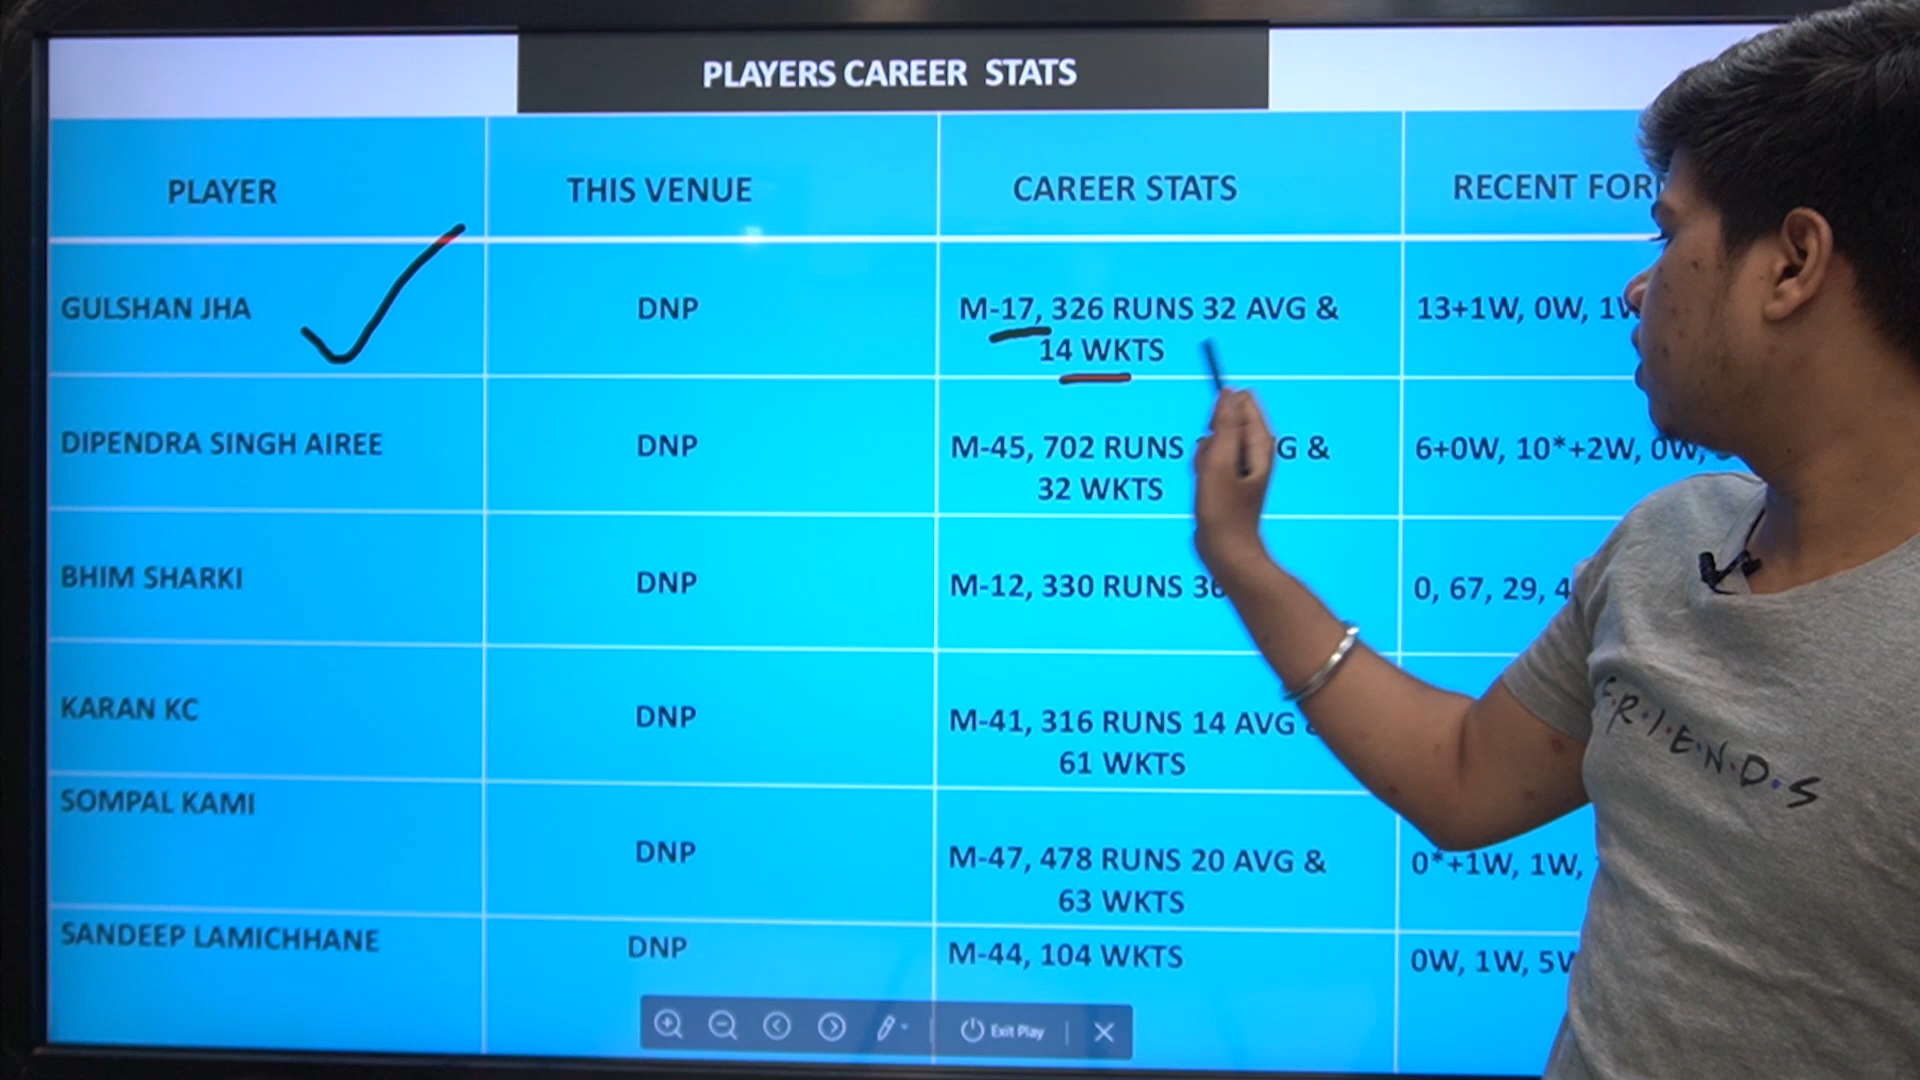 PLAYERS CAREER STATS
PLAYER THIS VENUE CAREER STATS RECENT
GULSHAN JHA DNP M-17, 326 RUNS 32 AVG & 13+1W, 0W,
14 WKTS
DIPENDRA SINGH AIREE DNP M-45, 702 RUNS & 6+0W, 10*+2W, 0W,
32 WKTS
BHIM SHARKI DNP M-12, 330 RUNS 0, 67, 29,
KARAN KC DNP M-41, 316 RUNS 14 AVG
61 WKTS
SOMPAL KAMI DNP M-47, 478 RUNS 20 AVG & 0*+1W, 1W,
63 WKTS
SANDEEP LAMICHHANE DNP M-44, 104 WKTS 0W, 1W,
Exit Play
F·R·I·E·N·D·S